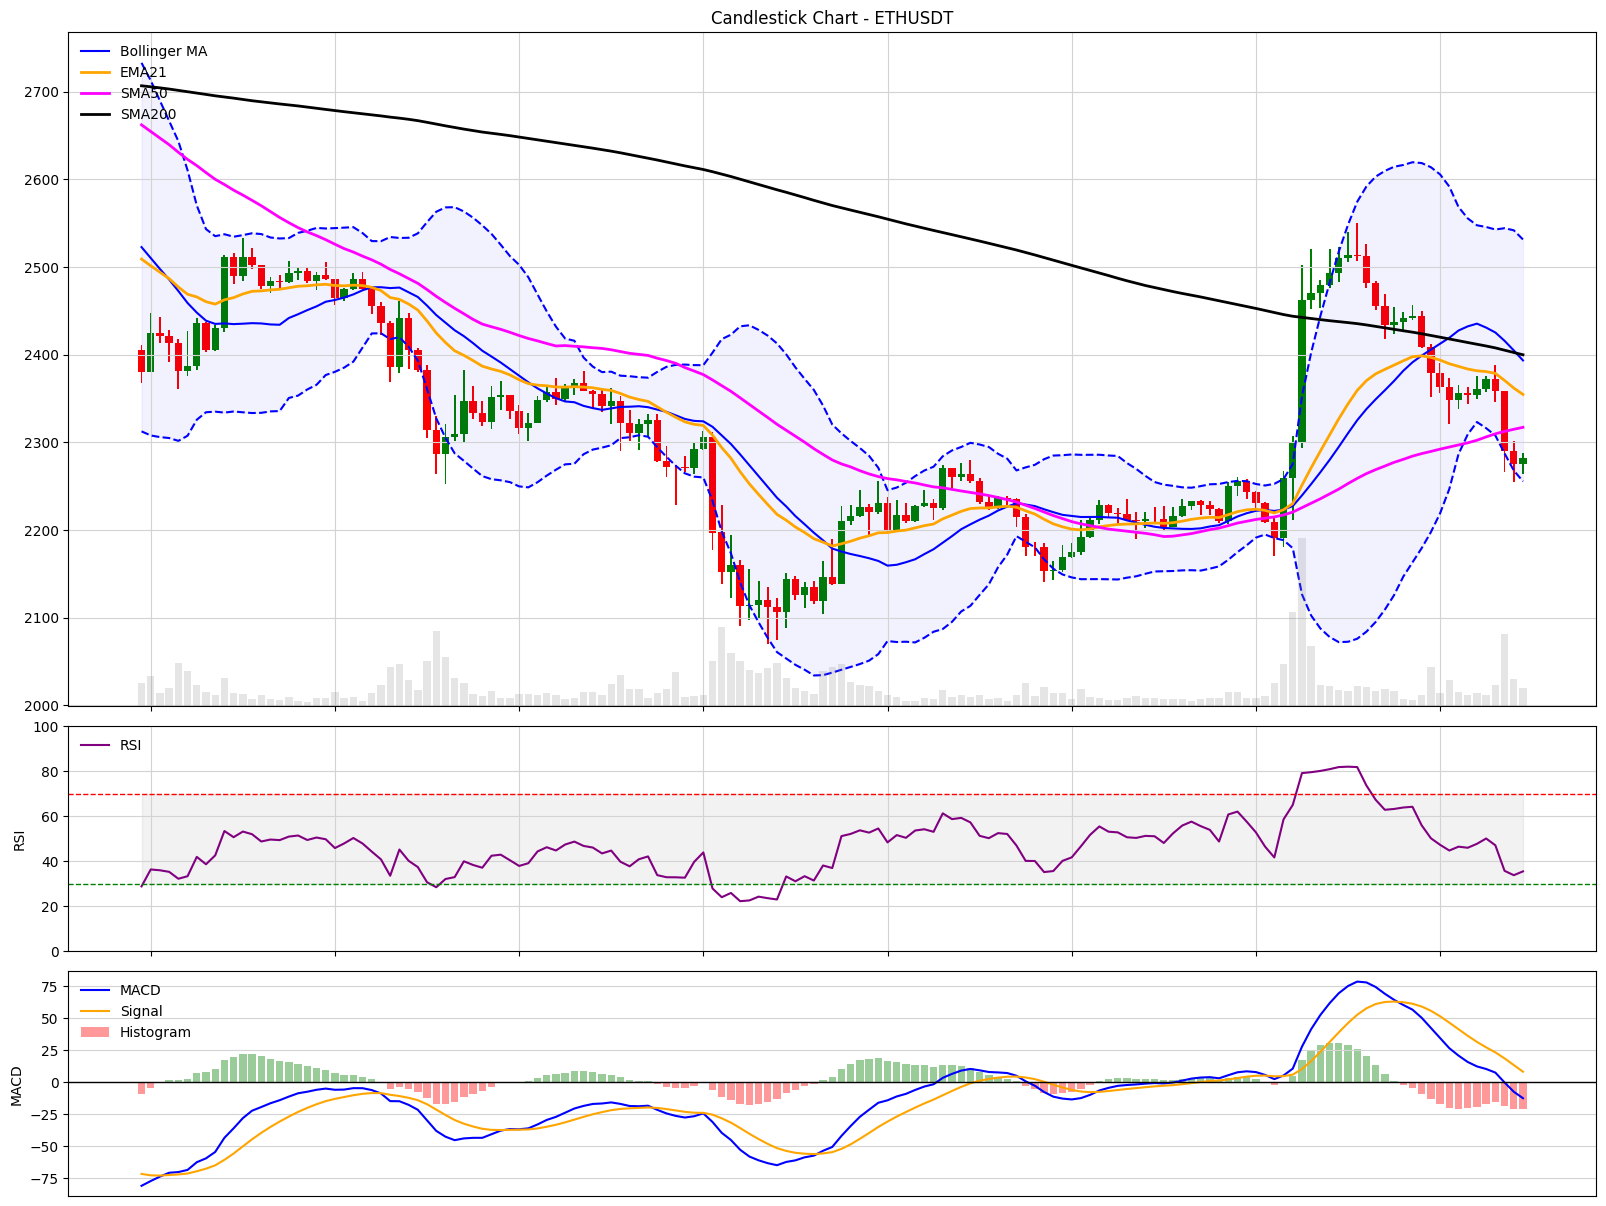 Candlestick Chart - ETHUSDT
Bollinger MA
EMA21
SMA50
SMA200
2700
2600
2500
2400
2300
2200
2100
2000
RSI
100
80
60
40
20
0
RSI
MACD
Signal
Histogram
75
50
25
0
−25
−50
−75
MACD